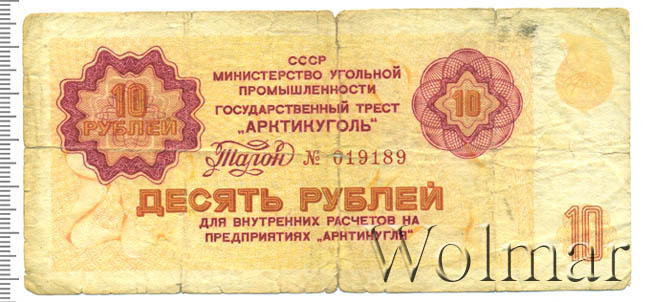 СССР
МИНИСТЕРСТВО УГОЛЬНОЙ
ПРОМЫШЛЕННОСТИ
ГОСУДАРСТВЕННЫЙ ТРЕСТ
„АРКТИКУГОЛЬ"
10
РУБЛЕЙ
10
Талон № 019189
ДЕСЯТЬ РУБЛЕЙ
ДЛЯ ВНУТРЕННИХ РАСЧЕТОВ НА
ПРЕДПРИЯТИЯХ „АРКТИКУГЛЯ"
10
Wolmar